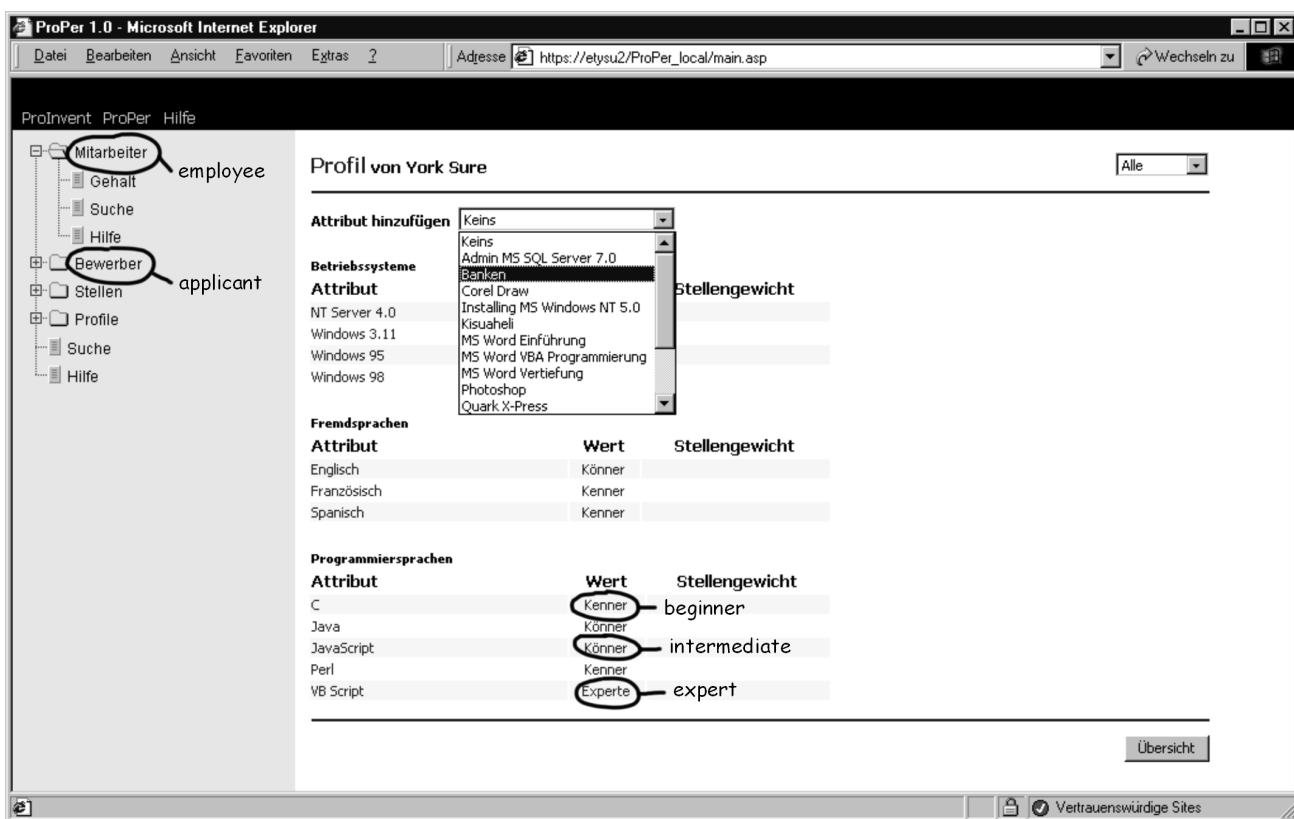 ProPer 1.0 - Microsoft Internet Explorer
Datei Bearbeiten Ansicht Favoriten Extras ? Adresse https://etysu2/ProPer_local/main.asp Wechseln zu
ProInvent ProPer Hilfe
Mitarbeiter
employee
Gehalt
Suche
Hilfe
Bewerber
applicant
Stellen
Profile
Suche
Hilfe
Profil von York Sure
Alle
Attribut hinzufügen Keins
Keins
Admin MS SQL Server 7.0
Banken
Corel Draw
Installing MS Windows NT 5.0
Kisuaheli
MS Word Einführung
MS Word VBA Programmierung
MS Word Vertiefung
Photoshop
Quark X-Press
Betriebssysteme
Attribut Stellengewicht
NT Server 4.0
Windows 3.11
Windows 95
Windows 98
Fremdsprachen
Attribut Wert Stellengewicht
Englisch Könner
Französisch Kenner
Spanisch Kenner
Programmiersprachen
Attribut Wert Stellengewicht
C Kenner beginner
Java Könner
JavaScript Könner intermediate
Perl Kenner
VB Script Experte expert
Übersicht
Vertrauenswürdige Sites